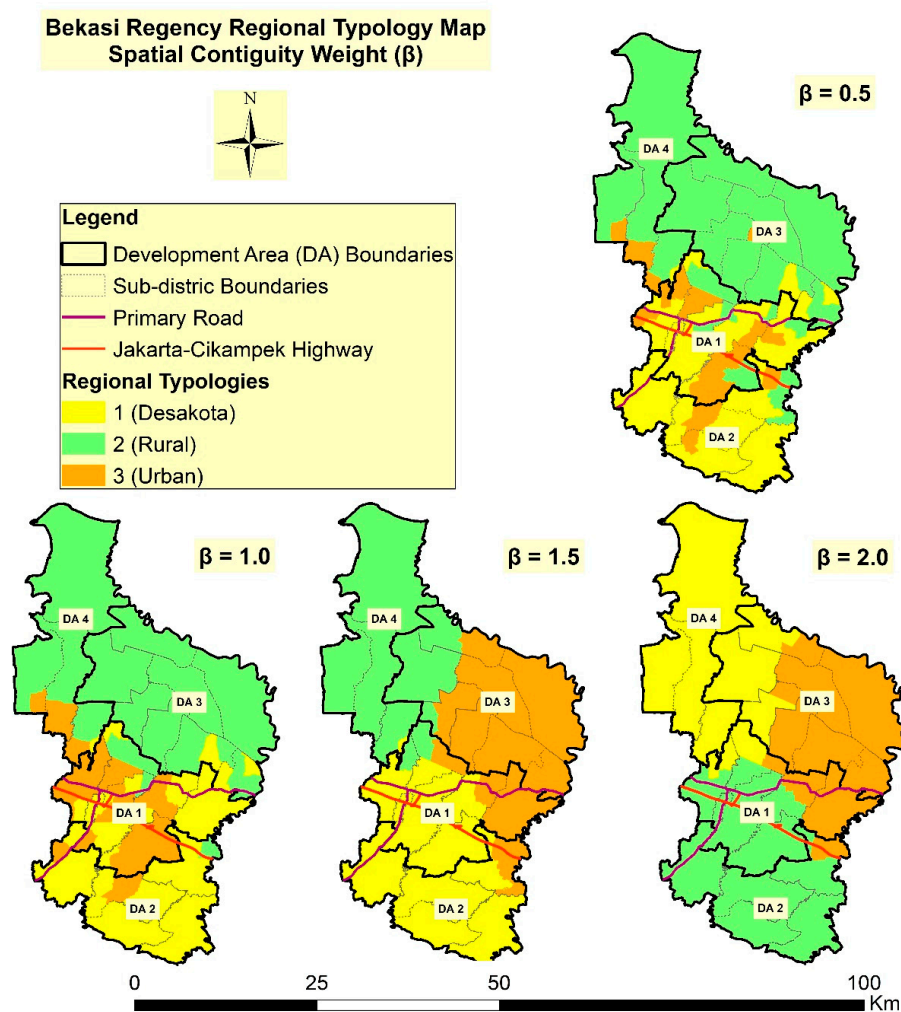 Bekasi Regency Regional Typology Map
Spatial Contiguity Weight (β)
N
Legend
Development Area (DA) Boundaries
Sub-distric Boundaries
Primary Road
Jakarta-Cikampek Highway
Regional Typologies
1 (Desakota)
2 (Rural)
3 (Urban)
β = 0.5
DA 4
DA 3
DA 1
DA 2
β = 1.0
DA 4
DA 3
DA 1
DA 2
β = 1.5
DA 4
DA 3
DA 1
DA 2
β = 2.0
DA 4
DA 3
DA 1
DA 2
0 25 50 100
Km